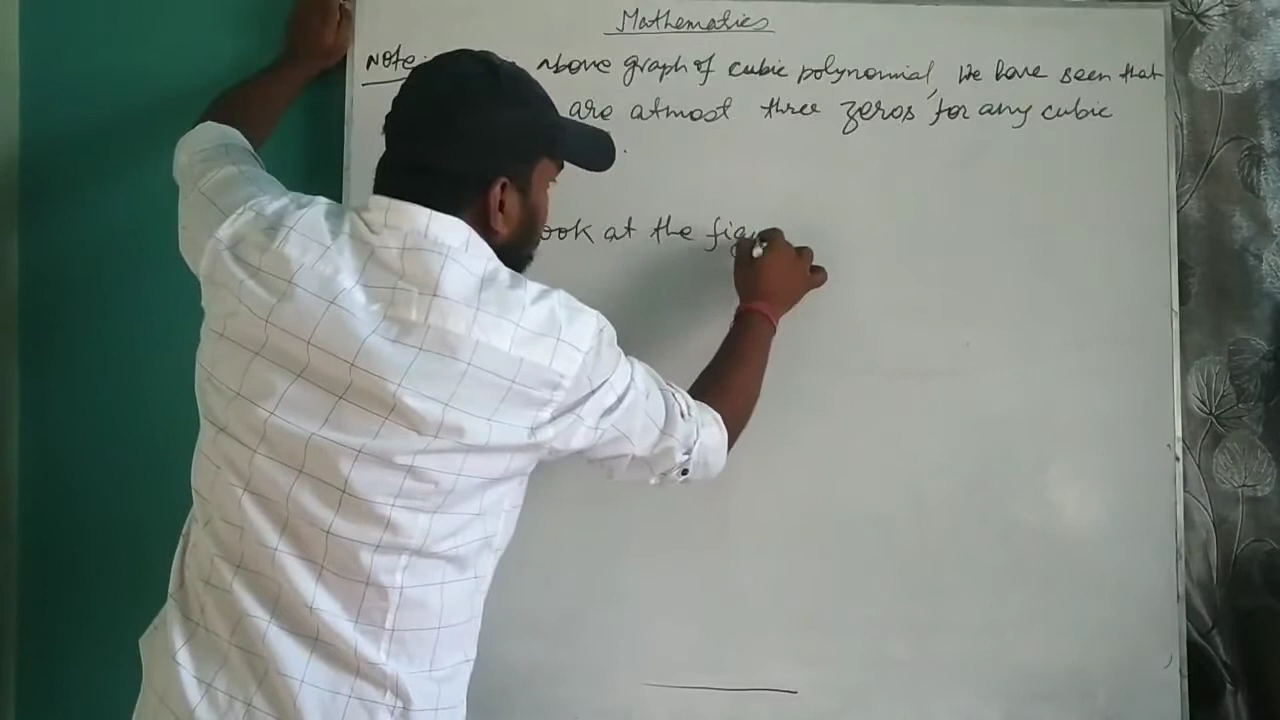 Mathematics
Note: above graph of cubic polynomial, we have seen that
are atmost three zeros for any cubic
ook at the figu